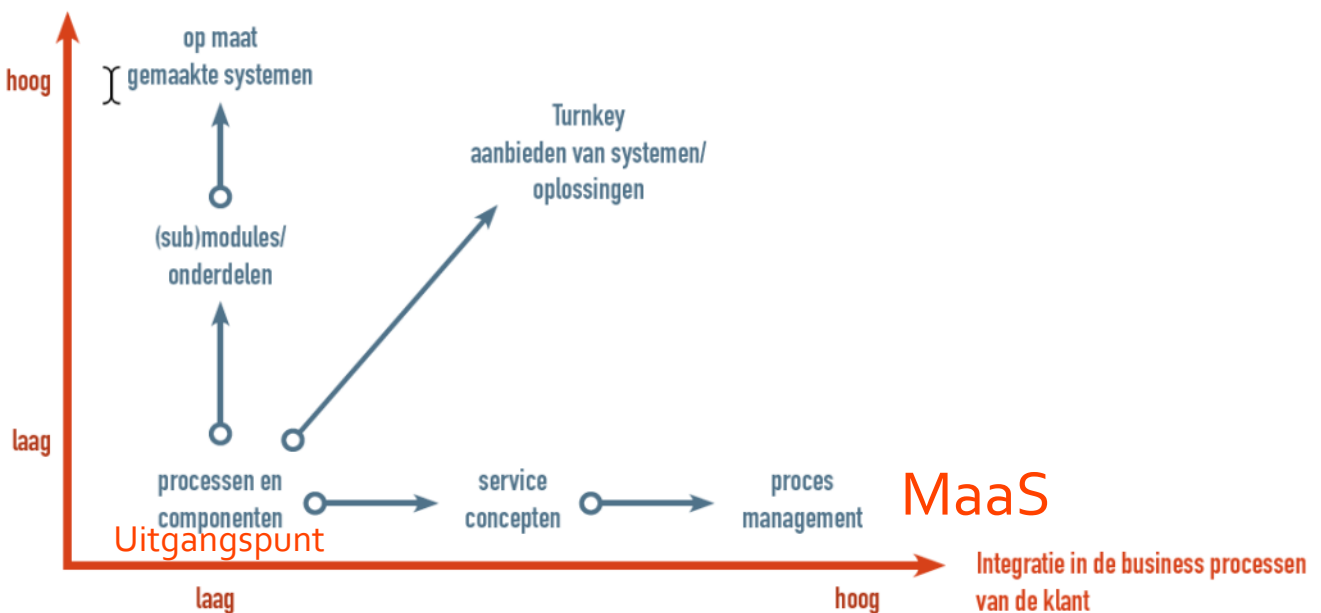 op maat
gemaakte systemen
hoog
Turnkey
aanbieden van systemen/
oplossingen
(sub)modules/
onderdelen
laag
processen en
componenten
Uitgangspunt
service
concepten
proces
management
MaaS
laag
hoog
Integratie in de business processen
van de klant